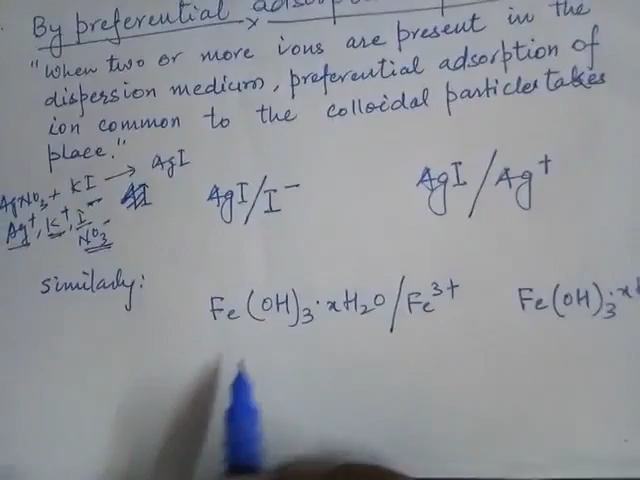 By preferential
"When two or more ions are present in the
dispersion medium, preferential adsorption of
ion common to the colloidal particles takes
place."
AgNO3 + KI → AgI
Ag+, K+, I-
NO3-
AgI/I-
AgI/Ag+
Similarly:
Fe(OH)3·xH2O/Fe3+
Fe(OH)3·x